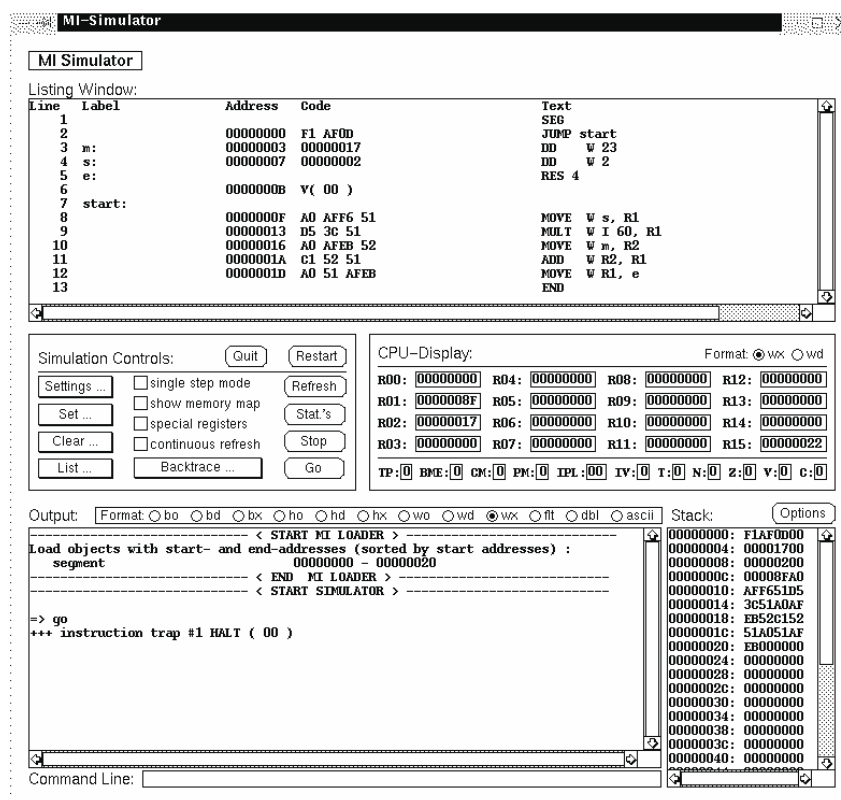 MI-Simulator
MI Simulator
Listing Window:
Line Label Address Code Text
1 SEG
2 00000000 F1 AF0D JUMP start
3 m: 00000003 00000017 DD W 23
4 s: 00000007 00000002 DD W 2
5 e: RES 4
6 0000000B V( 00 )
7 start:
8 0000000F A0 AFF6 51 MOVE W s, R1
9 00000013 D5 3C 51 MULT W I 60, R1
10 00000016 A0 AFEB 52 MOVE W m, R2
11 0000001A C1 52 51 ADD W R2, R1
12 0000001D A0 51 AFEB MOVE W R1, e
13 END
Simulation Controls: Quit Restart
Settings ... single step mode Refresh
Set ... show memory map Stat.'s
special registers
Clear ... continuous refresh Stop
List ... Backtrace ... Go
CPU-Display: Format: wx wd
R00: 00000000 R04: 00000000 R08: 00000000 R12: 00000000
R01: 0000008F R05: 00000000 R09: 00000000 R13: 00000000
R02: 00000017 R06: 00000000 R10: 00000000 R14: 00000000
R03: 00000000 R07: 00000000 R11: 00000000 R15: 00000022
TP: 0 BME: 0 CM: 0 PM: 0 IPL: 00 IV: 0 T: 0 N: 0 Z: 0 V: 0 C: 0
Output: Format: bo bd bx ho hd hx wo wd wx flt dbl ascii
---------------------------- < START MI LOADER > ----------------------------
Load objects with start- and end-addresses (sorted by start addresses) :
segment 00000000 - 00000020
---------------------------- < END MI LOADER > ----------------------------
---------------------------- < START SIMULATOR > ----------------------------
=> go
+++ instruction trap #1 HALT ( 00 )
Command Line:
Stack: Options
00000000: F1AF0D00
00000004: 00001700
00000008: 00000200
0000000C: 00008FA0
00000010: AFF651D5
00000014: 3C51A0AF
00000018: EB52C152
0000001C: 51A051AF
00000020: EB000000
00000024: 00000000
00000028: 00000000
0000002C: 00000000
00000030: 00000000
00000034: 00000000
00000038: 00000000
0000003C: 00000000
00000040: 00000000